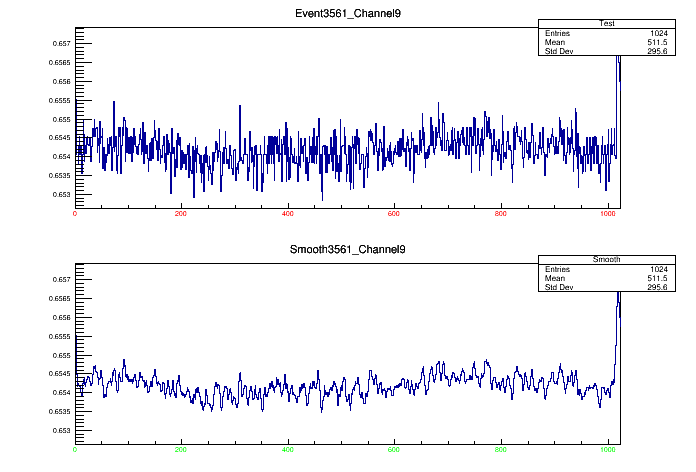 Event3561_Channel9
Test
Entries 1024
Mean 511.5
Std Dev 295.6
0.657
0.6565
0.656
0.6555
0.655
0.6545
0.654
0.6535
0.653
0 200 400 600 800 1000
Smooth3561_Channel9
Smooth
Entries 1024
Mean 511.5
Std Dev 295.6
0.657
0.6565
0.656
0.6555
0.655
0.6545
0.654
0.6535
0.653
0 200 400 600 800 1000